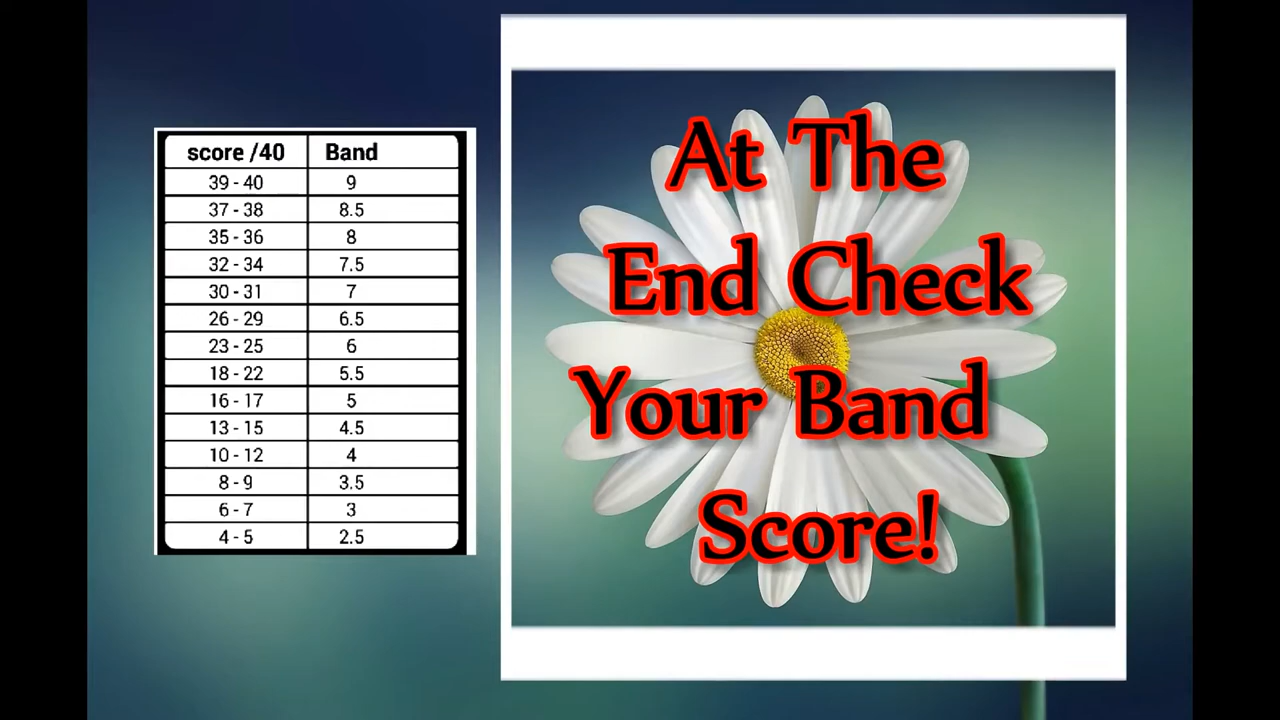 score /40 Band
39 - 40 9
37 - 38 8.5
35 - 36 8
32 - 34 7.5
30 - 31 7
26 - 29 6.5
23 - 25 6
18 - 22 5.5
16 - 17 5
13 - 15 4.5
10 - 12 4
8 - 9 3.5
6 - 7 3
4 - 5 2.5
At The
End Check
Your Band
Score!